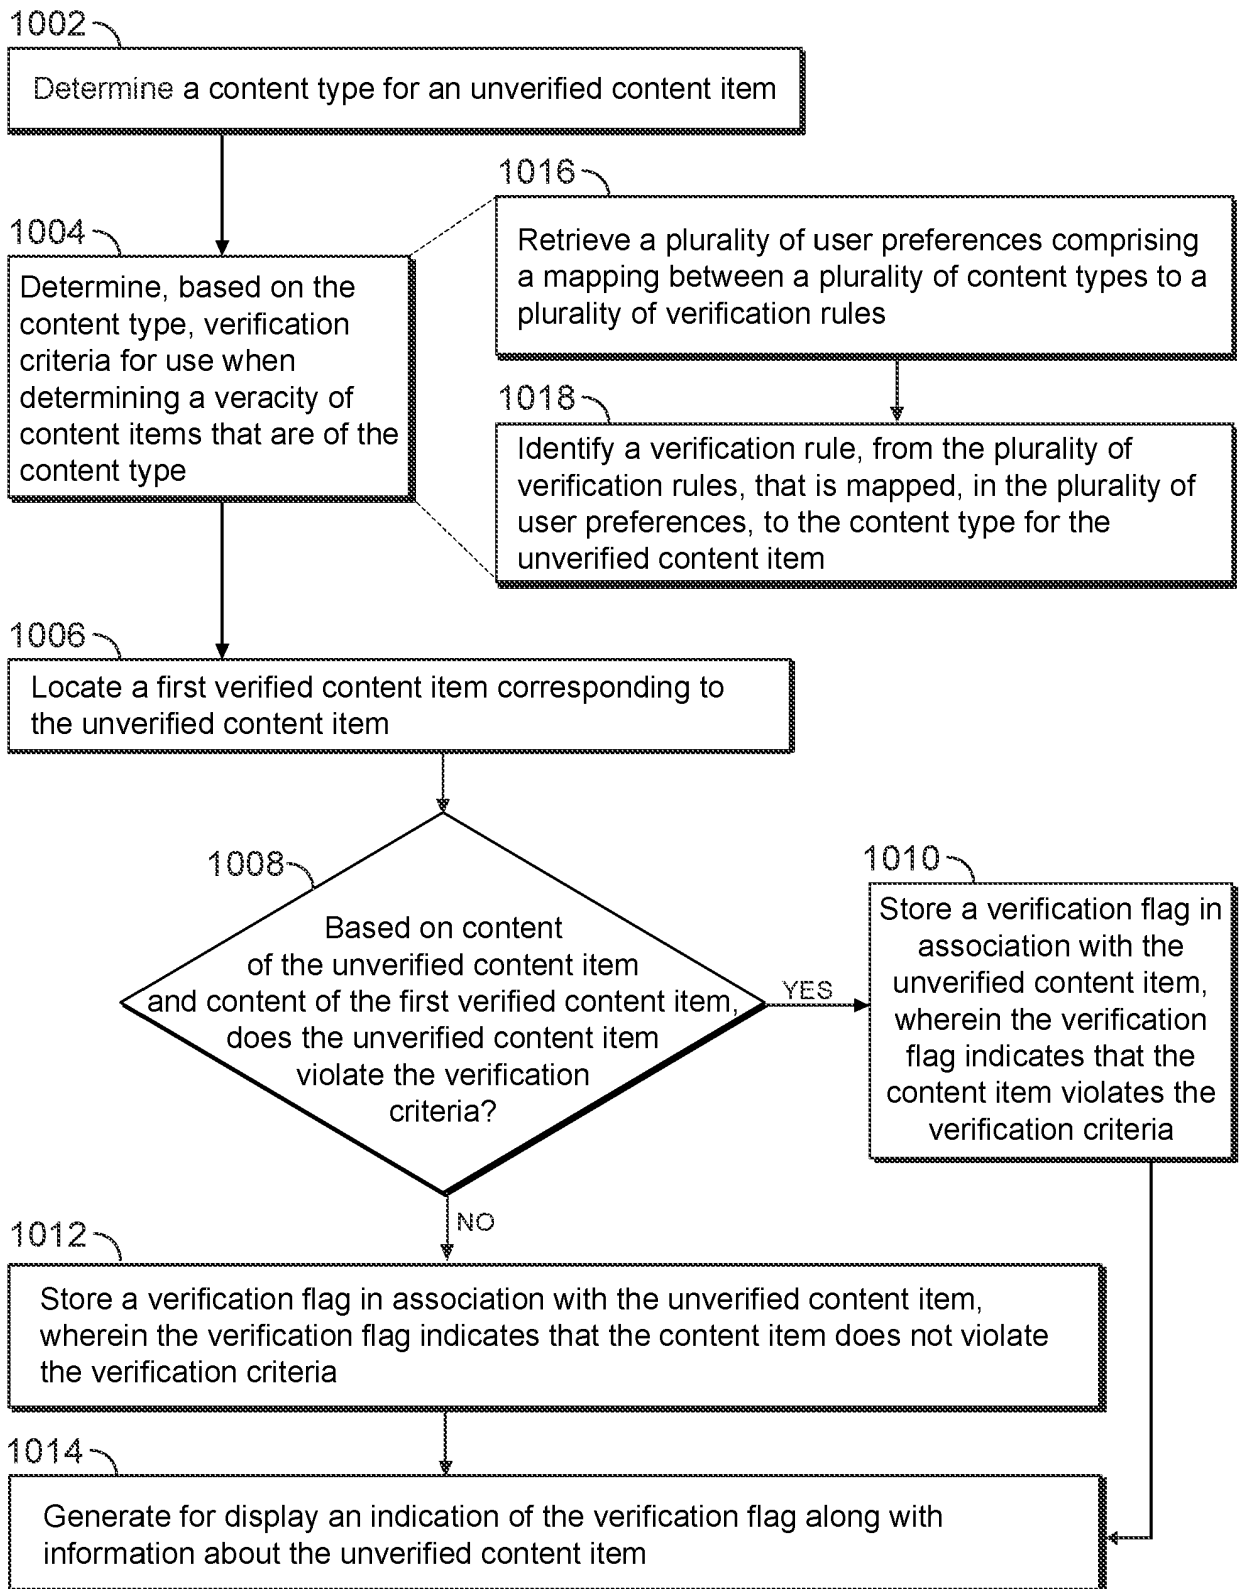 1002
Determine a content type for an unverified content item
1004
Determine, based on the
content type, verification
criteria for use when
determining a veracity of
content items that are of the
content type
1016
Retrieve a plurality of user preferences comprising
a mapping between a plurality of content types to a
plurality of verification rules
1018
Identify a verification rule, from the plurality of
verification rules, that is mapped, in the plurality of
user preferences, to the content type for the
unverified content item
1006
Locate a first verified content item corresponding to
the unverified content item
1008
Based on content
of the unverified content item
and content of the first verified content item,
does the unverified content item
violate the verification
criteria?
YES
1010
Store a verification flag in
association with the
unverified content item,
wherein the verification
flag indicates that the
content item violates the
verification criteria
NO
1012
Store a verification flag in association with the unverified content item,
wherein the verification flag indicates that the content item does not violate
the verification criteria
1014
Generate for display an indication of the verification flag along with
information about the unverified content item